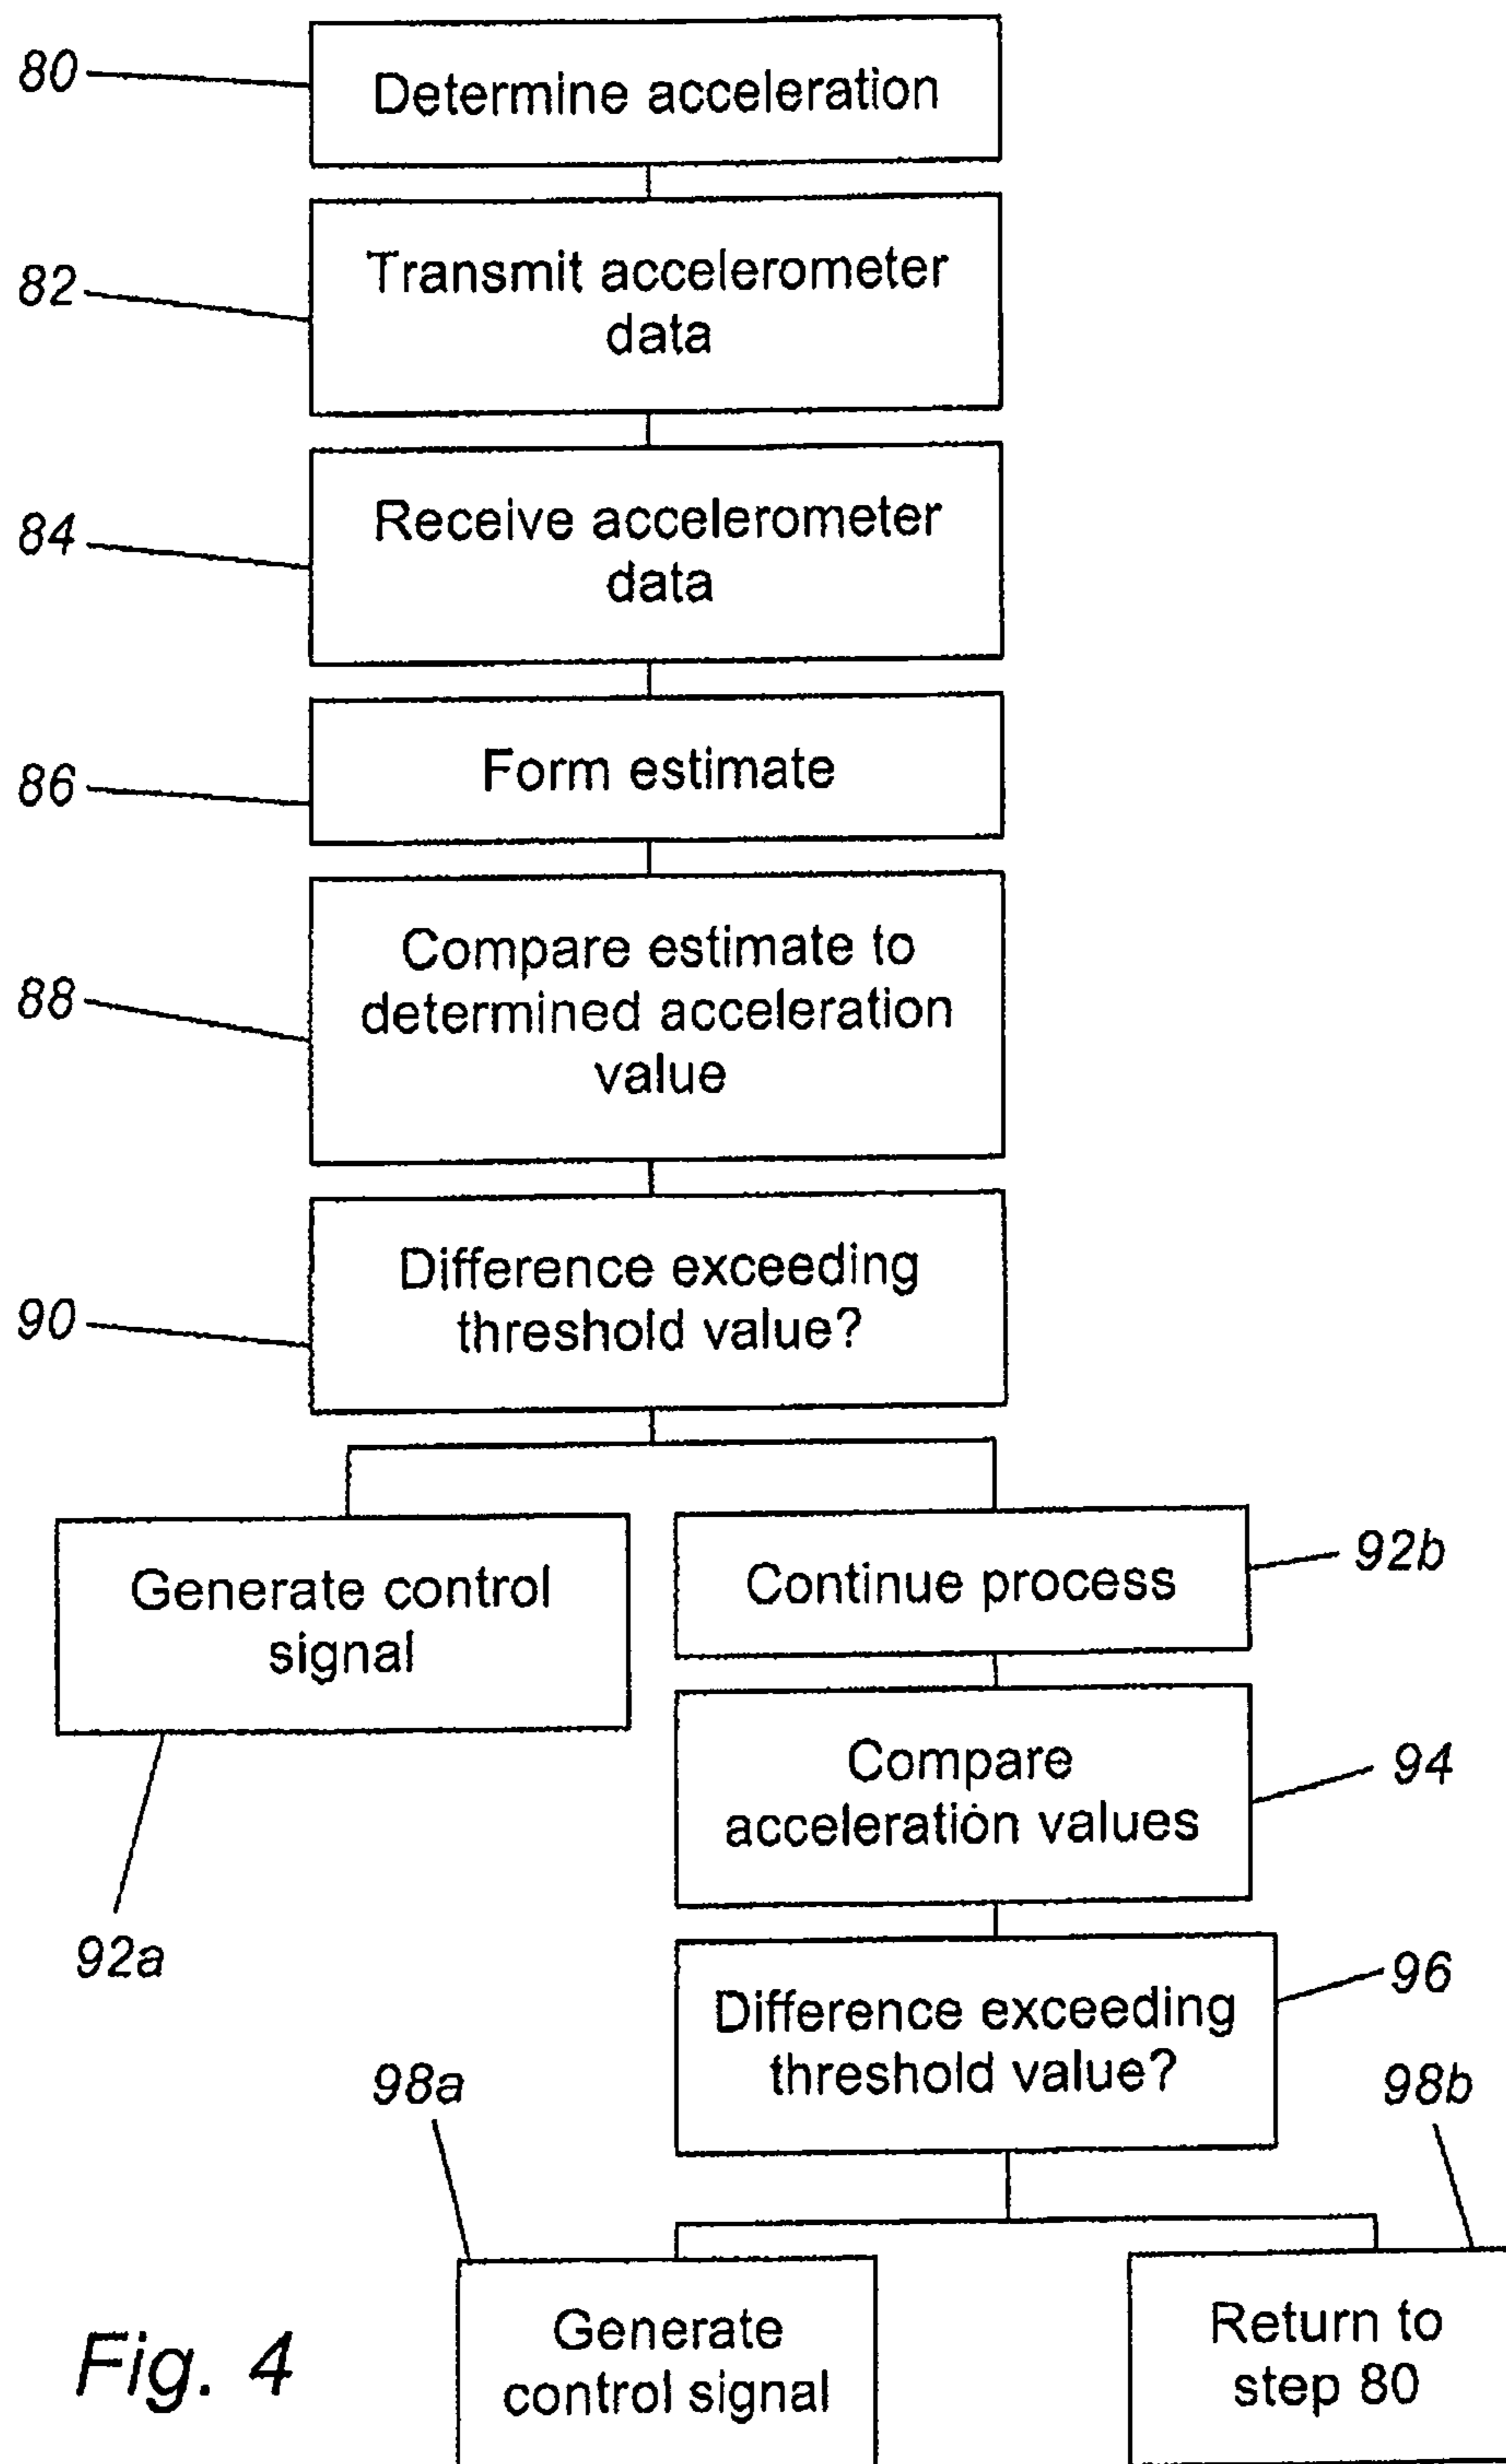 80
Determine acceleration
82
Transmit accelerometer
data
84
Receive accelerometer
data
86
Form estimate
88
Compare estimate to
determined acceleration
value
90
Difference exceeding
threshold value?
Generate control
signal
92a
Continue process
92b
Compare
acceleration values
94
Difference exceeding
threshold value?
96
98a
98b
Generate
control signal
Return to
step 80
Fig. 4